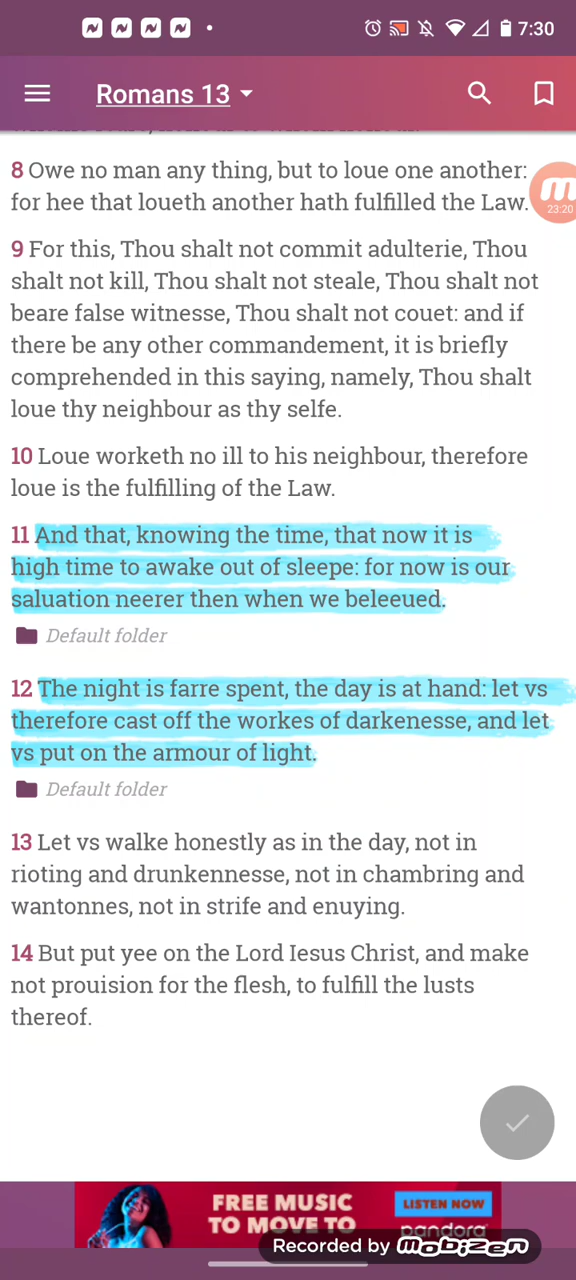 7:30
Romans 13
8 Owe no man any thing, but to loue one another:
for hee that loueth another hath fulfilled the Law.
23:20
9 For this, Thou shalt not commit adulterie, Thou
shalt not kill, Thou shalt not steale, Thou shalt not
beare false witnesse, Thou shalt not couet: and if
there be any other commandement, it is briefly
comprehended in this saying, namely, Thou shalt
loue thy neighbour as thy selfe.
10 Loue worketh no ill to his neighbour, therefore
loue is the fulfilling of the Law.
11 And that, knowing the time, that now it is
high time to awake out of sleepe: for now is our
saluation neerer then when we beleeued.
Default folder
12 The night is farre spent, the day is at hand: let vs
therefore cast off the workes of darkenesse, and let
vs put on the armour of light.
Default folder
13 Let vs walke honestly as in the day, not in
rioting and drunkennesse, not in chambring and
wantonnes, not in strife and enuying.
14 But put yee on the Lord Iesus Christ, and make
not prouision for the flesh, to fulfill the lusts
thereof.
FREE MUSIC
TO MOVE TO
LISTEN NOW
pandora
Recorded by mobizen